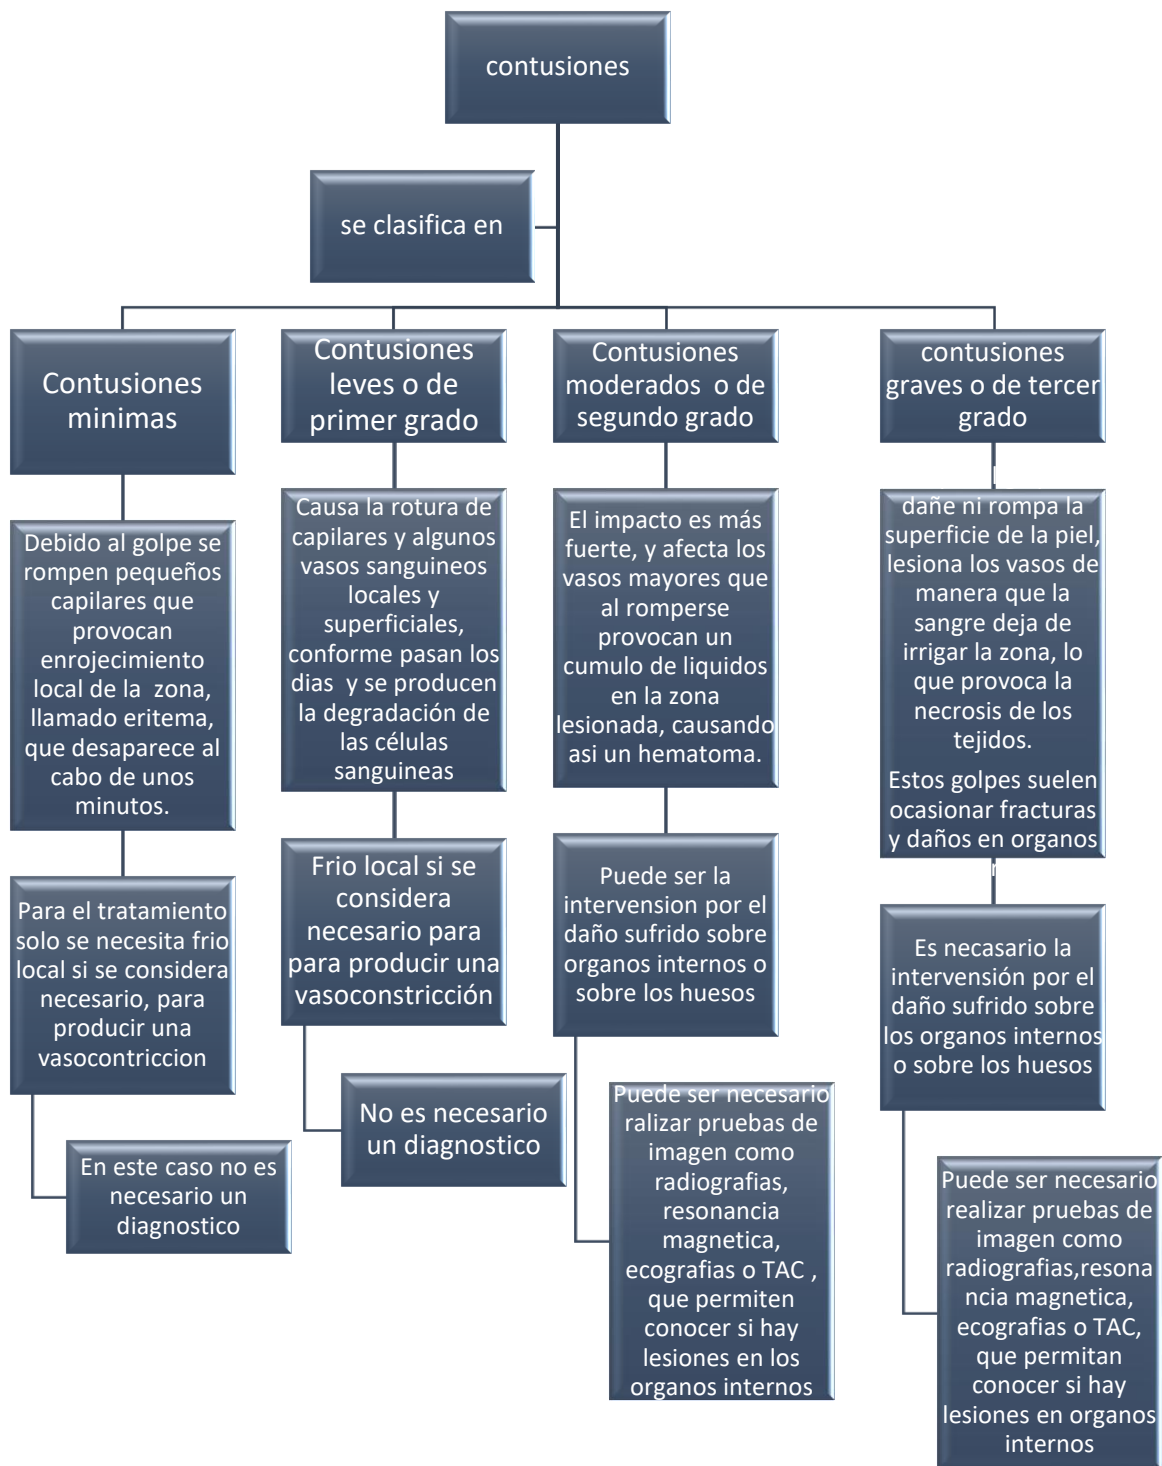 contusiones
se clasifica en
Contusiones
minimas
Debido al golpe se
rompen pequeños
capilares que
provocan
enrojecimiento
local de la zona,
llamado eritema,
que desaparece al
cabo de unos
minutos.
Para el tratamiento
solo se necesita frio
local si se considera
necesario, para
producir una
vasocontriccion
En este caso no es
necesario un
diagnostico
Contusiones
leves o de
primer grado
Causa la rotura de
capilares y algunos
vasos sanguineos
locales y
superficiales,
conforme pasan los
dias y se producen
la degradación de
las células
sanguineas
Frio local si se
considera
necesario para
para producir una
vasoconstricción
No es necesario
un diagnostico
Contusiones
moderados o de
segundo grado
El impacto es más
fuerte, y afecta los
vasos mayores que
al romperse
provocan un
cumulo de liquidos
en la zona
lesionada, causando
asi un hematoma.
Puede ser la
intervension por el
daño sufrido sobre
organos internos o
sobre los huesos
Puede ser necesario
ralizar pruebas de
imagen como
radiografias,
resonancia
magnetica,
ecografias o TAC ,
que permiten
conocer si hay
lesiones en los
organos internos
contusiones
graves o de tercer
grado
dañe ni rompa la
superficie de la piel,
lesiona los vasos de
manera que la
sangre deja de
irrigar la zona, lo
que provoca la
necrosis de los
tejidos.
Estos golpes suelen
ocasionar fracturas
y daños en organos
Es necasario la
intervensión por el
daño sufrido sobre
los organos internos
o sobre los huesos
Puede ser necesario
realizar pruebas de
imagen como
radiografias,resona
ncia magnetica,
ecografias o TAC,
que permitan
conocer si hay
lesiones en organos
internos